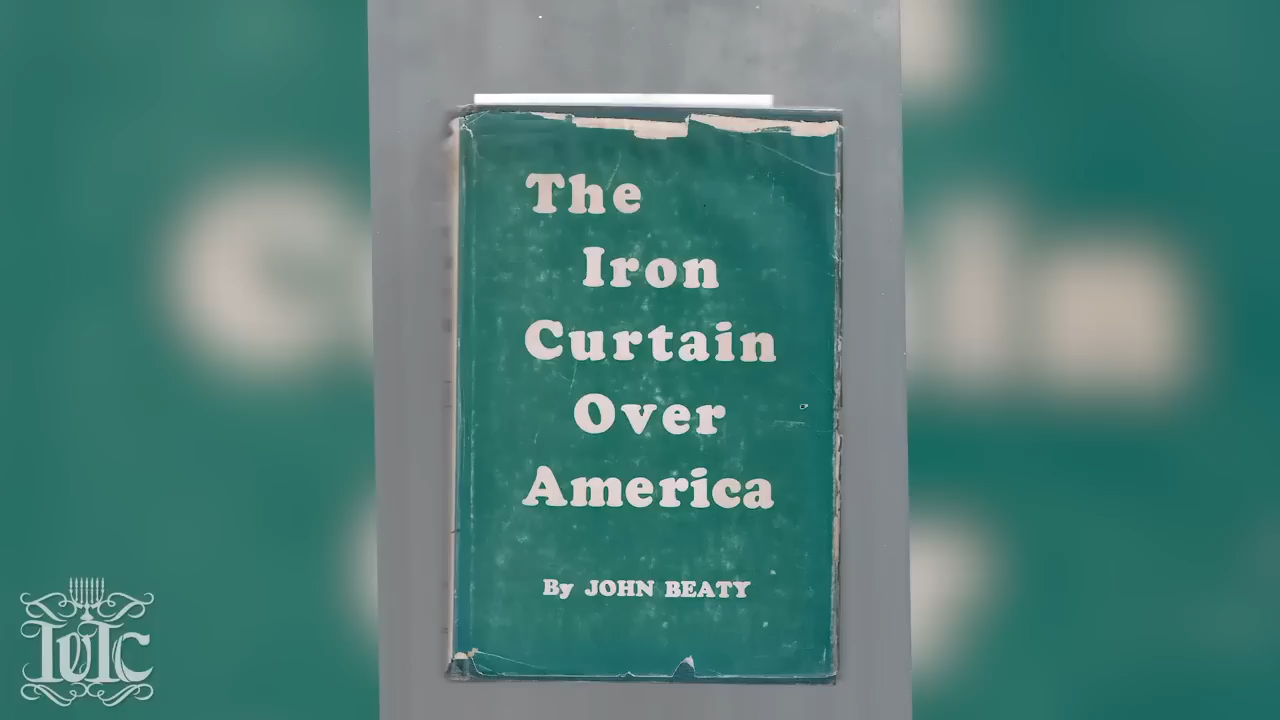 The
Iron
Curtain
Over
America
By JOHN BEATY
IUIC